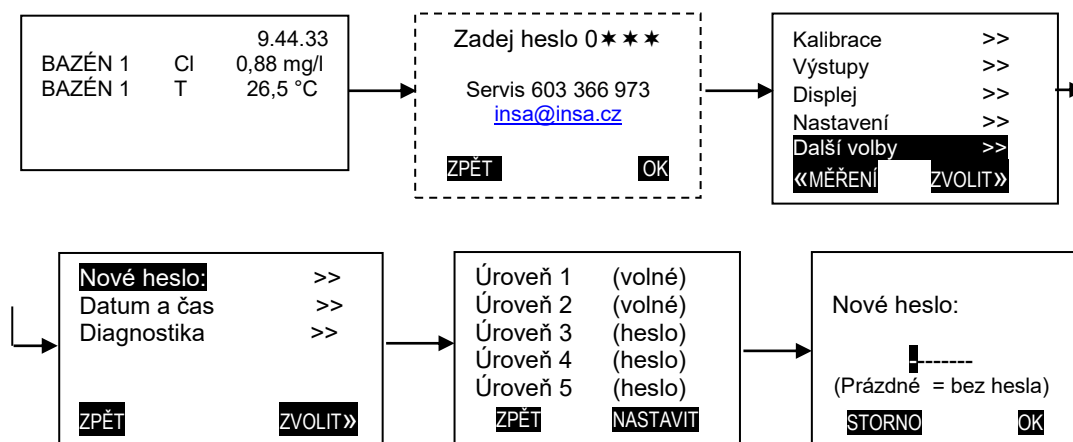 9.44.33
BAZÉN 1 Cl 0,88 mg/l
BAZÉN 1 T 26,5 °C
Zadej heslo 0✶✶✶
Servis 603 366 973
insa@insa.cz
ZPĚT OK
Kalibrace >>
Výstupy >>
Displej >>
Nastavení >>
Další volby >>
«MĚŘENÍ ZVOLIT»
Nové heslo: >>
Datum a čas >>
Diagnostika >>
ZPĚT ZVOLIT»
Úroveň 1 (volné)
Úroveň 2 (volné)
Úroveň 3 (heslo)
Úroveň 4 (heslo)
Úroveň 5 (heslo)
ZPĚT NASTAVIT
Nové heslo:
--------
(Prázdné = bez hesla)
STORNO OK